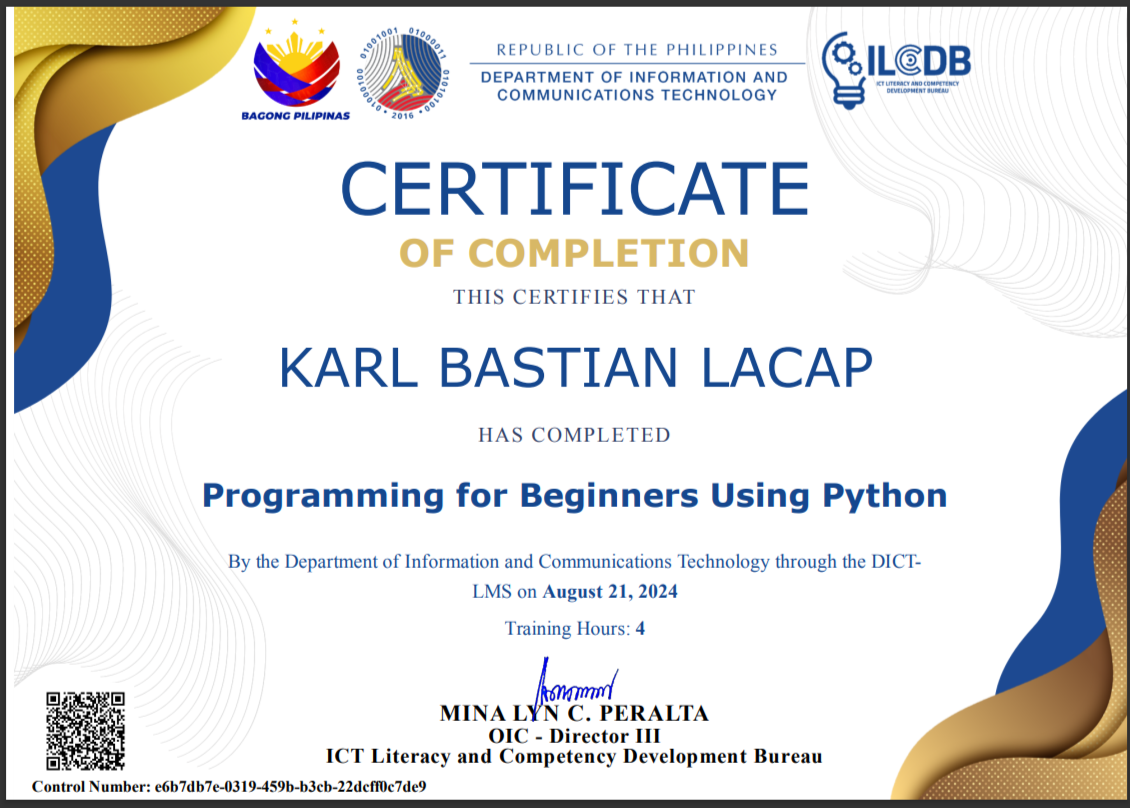 BAGONG PILIPINAS
01001001 01000011 01010100 01000100 • 2016 •
REPUBLIC OF THE PHILIPPINES
DEPARTMENT OF INFORMATION AND
COMMUNICATIONS TECHNOLOGY
ILCDB
ICT LITERACY AND COMPETENCY
DEVELOPMENT BUREAU
CERTIFICATE
OF COMPLETION
THIS CERTIFIES THAT
KARL BASTIAN LACAP
HAS COMPLETED
Programming for Beginners Using Python
By the Department of Information and Communications Technology through the DICT-
LMS on August 21, 2024
Training Hours: 4
MINA LYN C. PERALTA
OIC - Director III
ICT Literacy and Competency Development Bureau
Control Number: e6b7db7e-0319-459b-b3cb-22dcff0c7de9